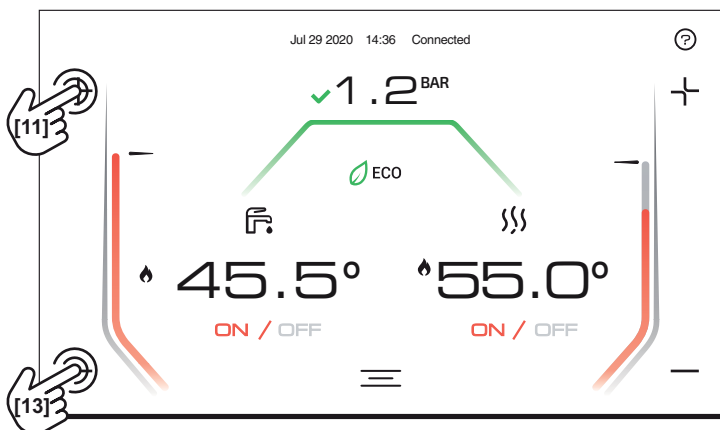 Jul 29 2020 14:36 Connected
?
1.2 BAR
[11]
ECO
45.5° 55.0°
ON / OFF ON / OFF
[13]